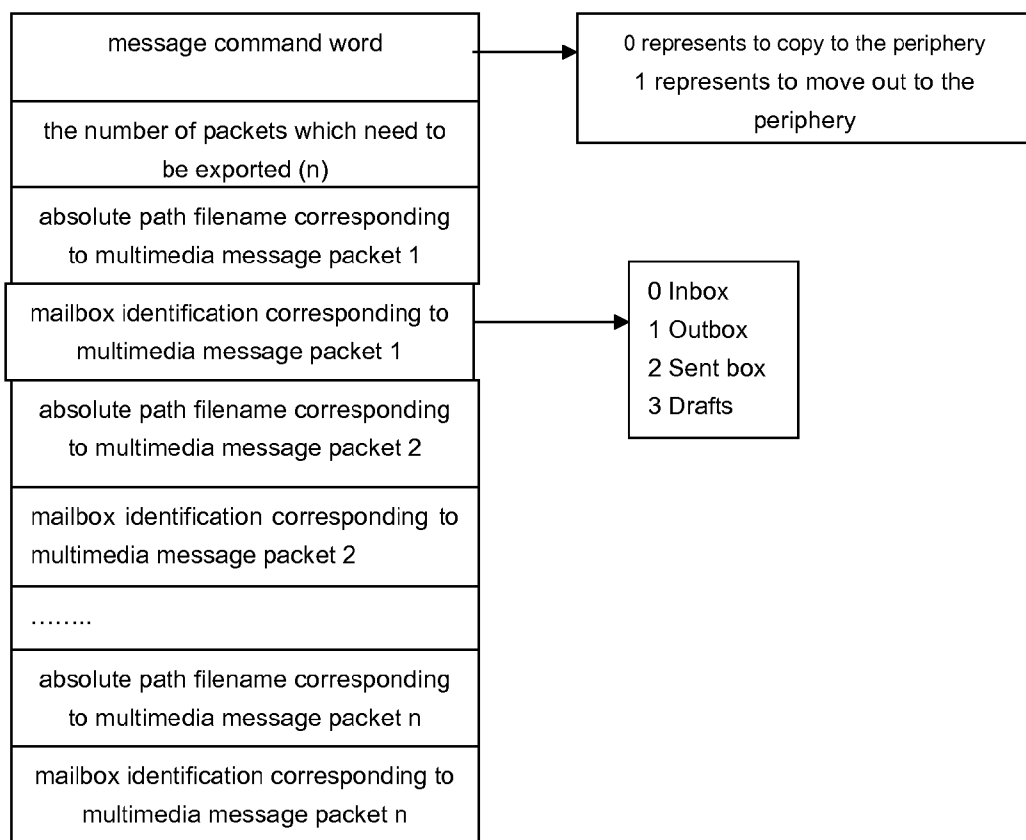 message command word
0 represents to copy to the periphery
1 represents to move out to the
periphery
the number of packets which need to
be exported (n)
absolute path filename corresponding
to multimedia message packet 1
mailbox identification corresponding to
multimedia message packet 1
0 Inbox
1 Outbox
2 Sent box
3 Drafts
absolute path filename corresponding
to multimedia message packet 2
mailbox identification corresponding to
multimedia message packet 2
........
absolute path filename corresponding
to multimedia message packet n
mailbox identification corresponding to
multimedia message packet n